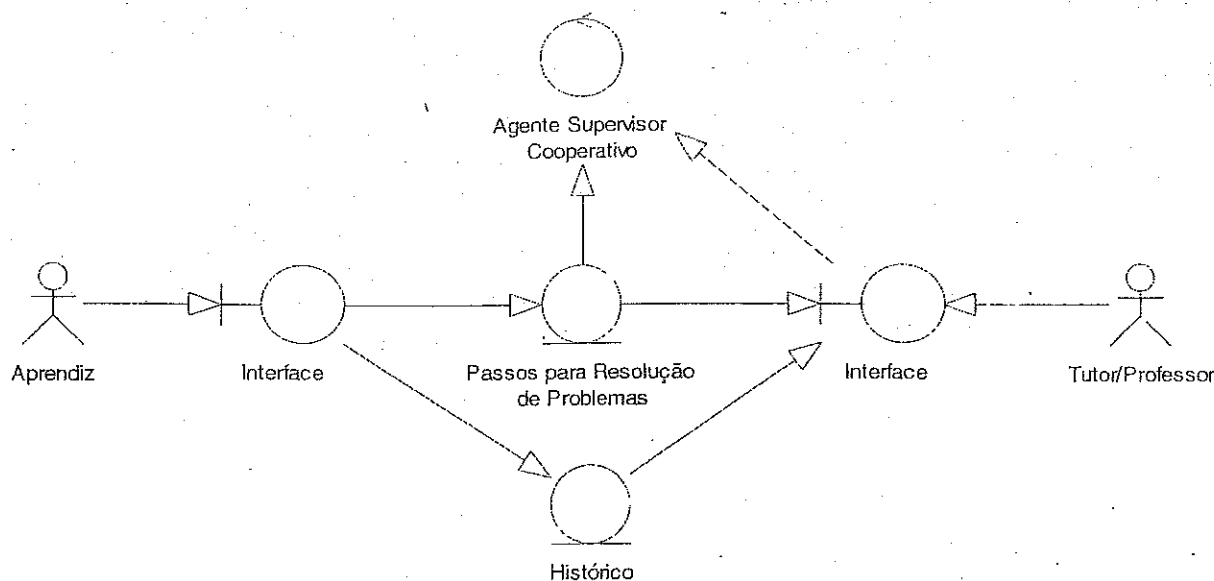 Agente Supervisor
Cooperativo
Aprendiz
Interface
Passos para Resolução
de Problemas
Interface
Tutor/Professor
Histórico